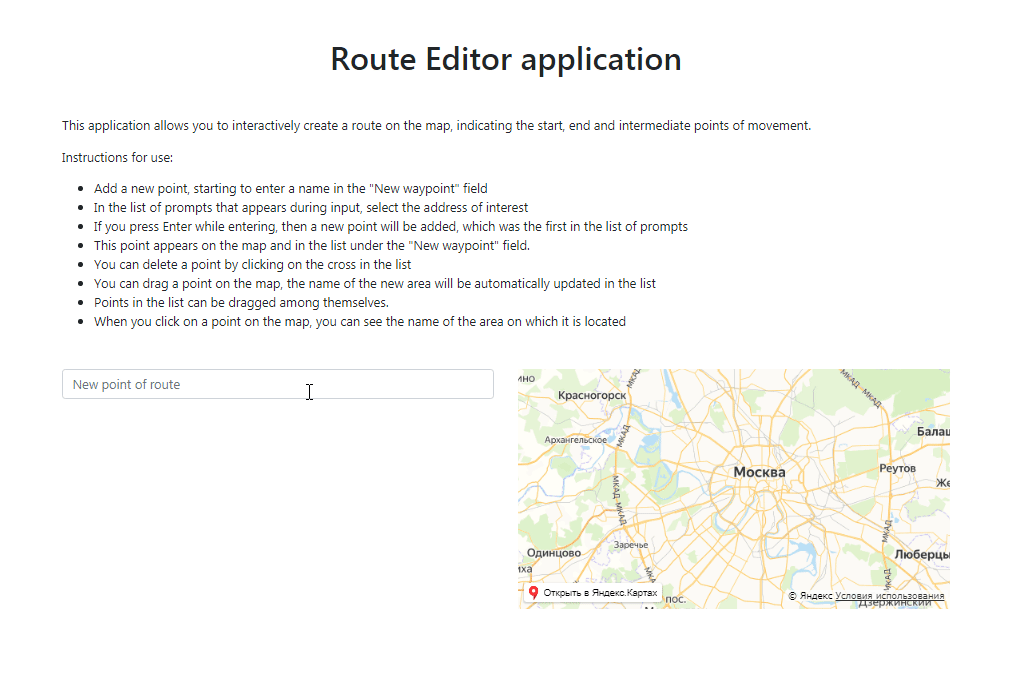 Route Editor application
This application allows you to interactively create a route on the map, indicating the start, end and intermediate points of movement.
Instructions for use:
Add a new point, starting to enter a name in the "New waypoint" field
In the list of prompts that appears during input, select the address of interest
If you press Enter while entering, then a new point will be added, which was the first in the list of prompts
This point appears on the map and in the list under the "New waypoint" field.
You can delete a point by clicking on the cross in the list
You can drag a point on the map, the name of the new area will be automatically updated in the list
Points in the list can be dragged among themselves.
When you click on a point on the map, you can see the name of the area on which it is located
New point of route
ино
МКАД
МКАД
МКАД
Красногорск
МКАД
Архангельское
Балаш
Москва
Реутов
Же
МКАД
МКАД
МКАД
Заречье
Одинцово
Люберцы
иха
МКА
МКАД
Открыть в Яндекс.Картах
пос.
© Яндекс Условия использования
Дзержинский